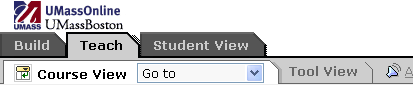 UMassOnline
UMASS UMassBoston
Build Teach Student View
Course View Go to Tool View A